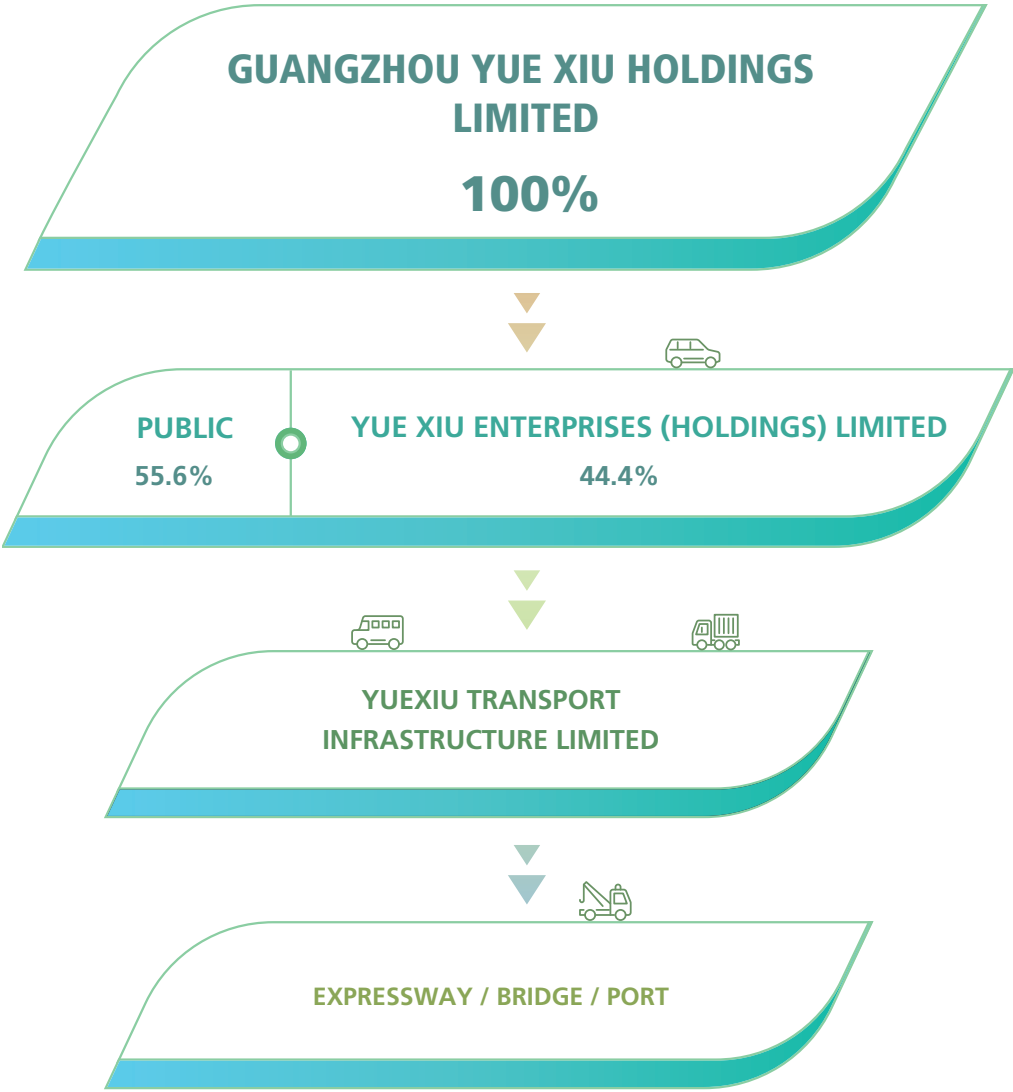 GUANGZHOU YUE XIU HOLDINGS
LIMITED
100%
PUBLIC
55.6%
YUE XIU ENTERPRISES (HOLDINGS) LIMITED
44.4%
YUEXIU TRANSPORT
INFRASTRUCTURE LIMITED
EXPRESSWAY / BRIDGE / PORT